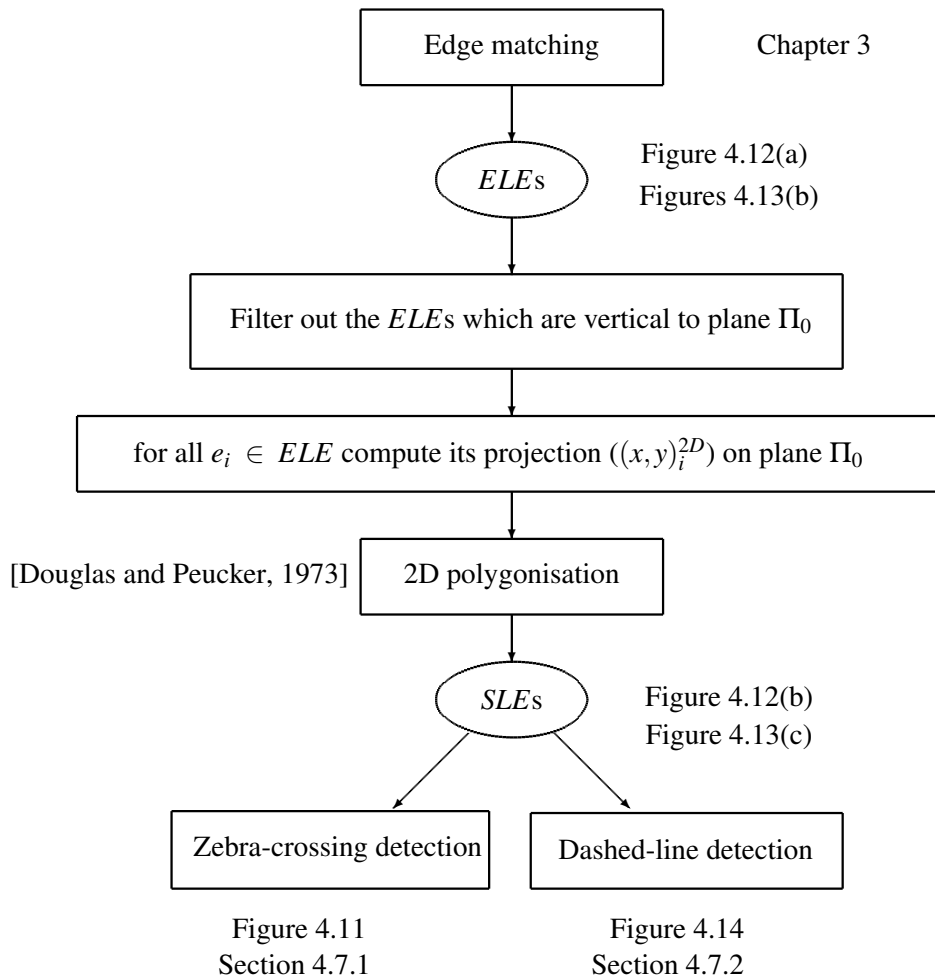 Edge matching
Chapter 3
ELEs
Figure 4.12(a)
Figures 4.13(b)
Filter out the ELEs which are vertical to plane Π₀
for all eᵢ ∈ ELE compute its projection ((x, y)ᵢ²ᴰ) on plane Π₀
[Douglas and Peucker, 1973]
2D polygonisation
SLEs
Figure 4.12(b)
Figure 4.13(c)
Zebra-crossing detection
Dashed-line detection
Figure 4.11
Section 4.7.1
Figure 4.14
Section 4.7.2